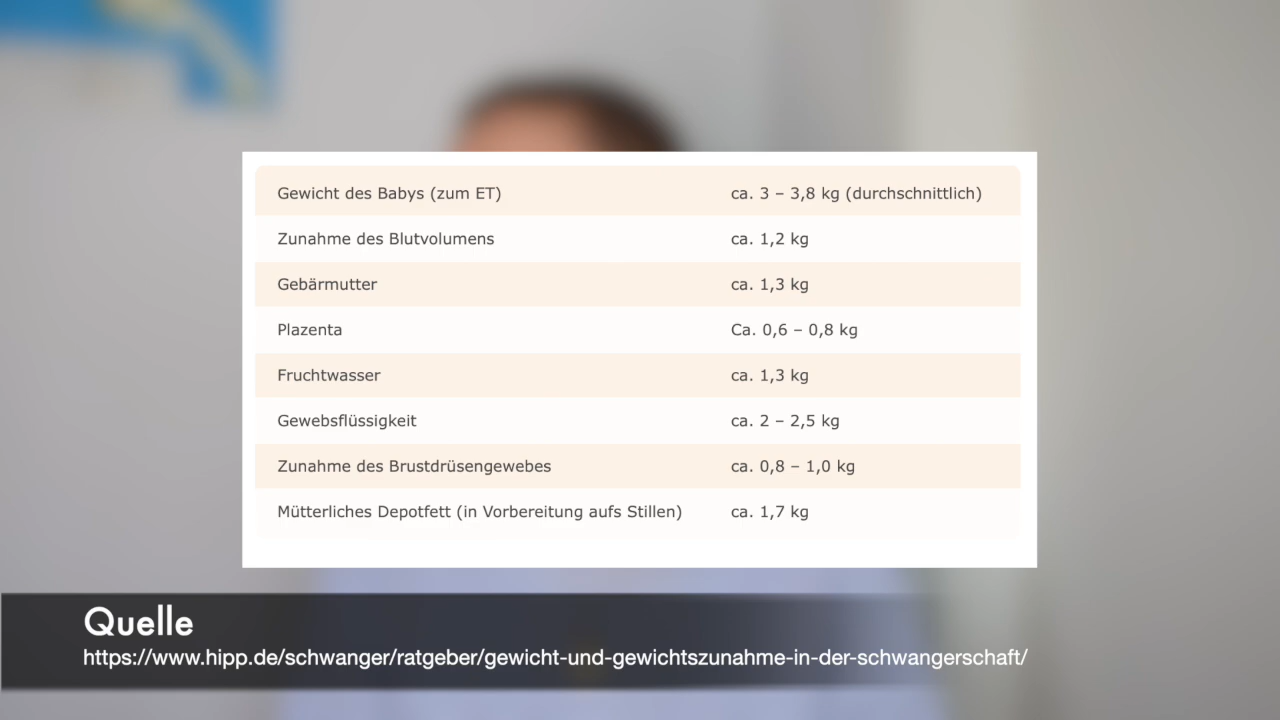 Gewicht des Babys (zum ET) ca. 3 – 3,8 kg (durchschnittlich)
Zunahme des Blutvolumens ca. 1,2 kg
Gebärmutter ca. 1,3 kg
Plazenta Ca. 0,6 – 0,8 kg
Fruchtwasser ca. 1,3 kg
Gewebsflüssigkeit ca. 2 – 2,5 kg
Zunahme des Brustdrüsengewebes ca. 0,8 – 1,0 kg
Mütterliches Depotfett (in Vorbereitung aufs Stillen) ca. 1,7 kg
Quelle
https://www.hipp.de/schwanger/ratgeber/gewicht-und-gewichtszunahme-in-der-schwangerschaft/